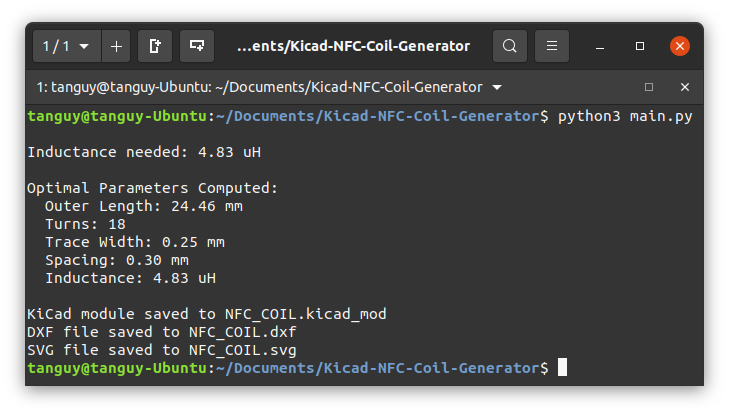 1 / 1
…ents/Kicad-NFC-Coil-Generator
1: tanguy@tanguy-Ubuntu: ~/Documents/Kicad-NFC-Coil-Generator
tanguy@tanguy-Ubuntu:~/Documents/Kicad-NFC-Coil-Generator$ python3 main.py
Inductance needed: 4.83 uH
Optimal Parameters Computed:
Outer Length: 24.46 mm
Turns: 18
Trace Width: 0.25 mm
Spacing: 0.30 mm
Inductance: 4.83 uH
KiCad module saved to NFC_COIL.kicad_mod
DXF file saved to NFC_COIL.dxf
SVG file saved to NFC_COIL.svg
tanguy@tanguy-Ubuntu:~/Documents/Kicad-NFC-Coil-Generator$